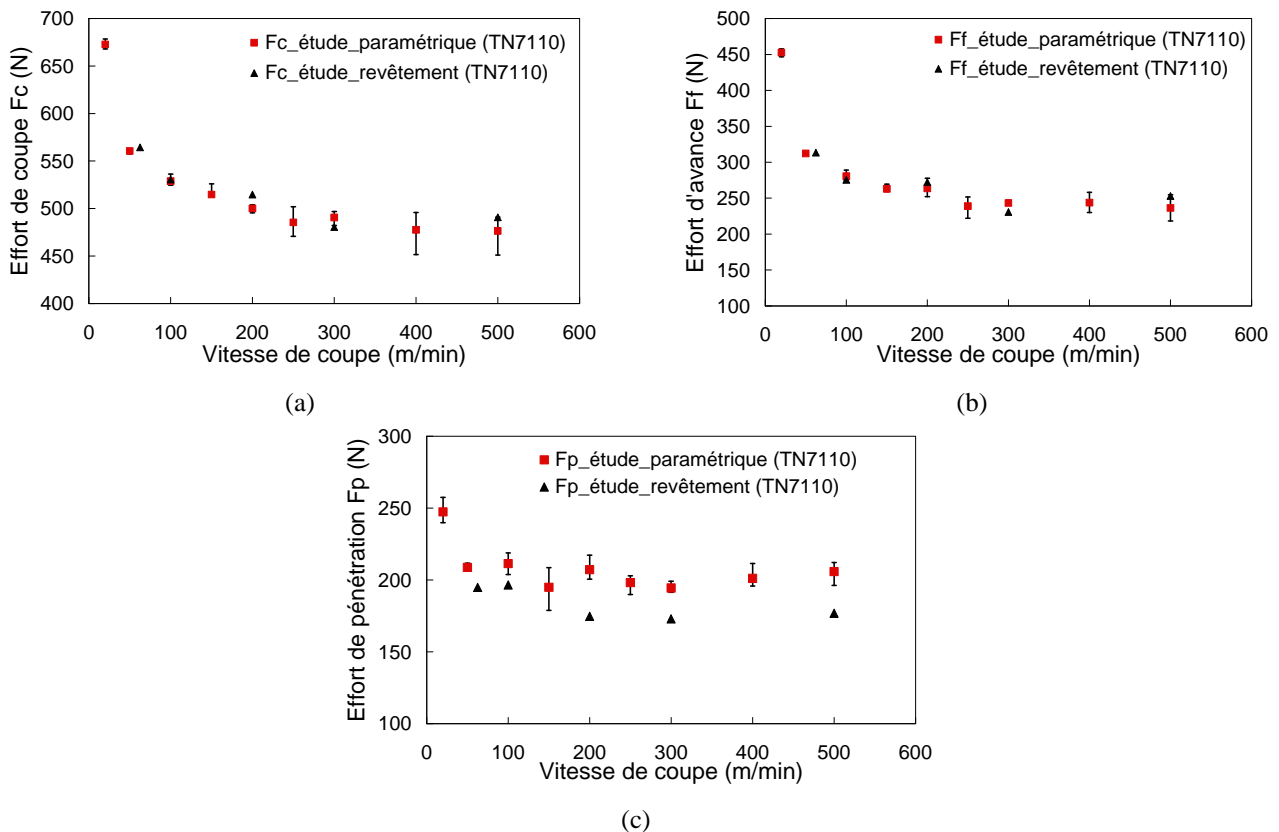 700
650
600
550
500
450
400
Effort de coupe Fc (N)
Fc_étude_paramétrique (TN7110)
Fc_étude_revêtement (TN7110)
0 100 200 300 400 500 600
Vitesse de coupe (m/min)
(a)
500
450
400
350
300
250
200
150
100
Effort d'avance Ff (N)
Ff_étude_paramétrique (TN7110)
Ff_étude_revêtement (TN7110)
0 100 200 300 400 500 600
Vitesse de coupe (m/min)
(b)
300
250
200
150
100
Effort de pénétration Fp (N)
Fp_étude_paramétrique (TN7110)
Fp_étude_revêtement (TN7110)
0 100 200 300 400 500 600
Vitesse de coupe (m/min)
(c)